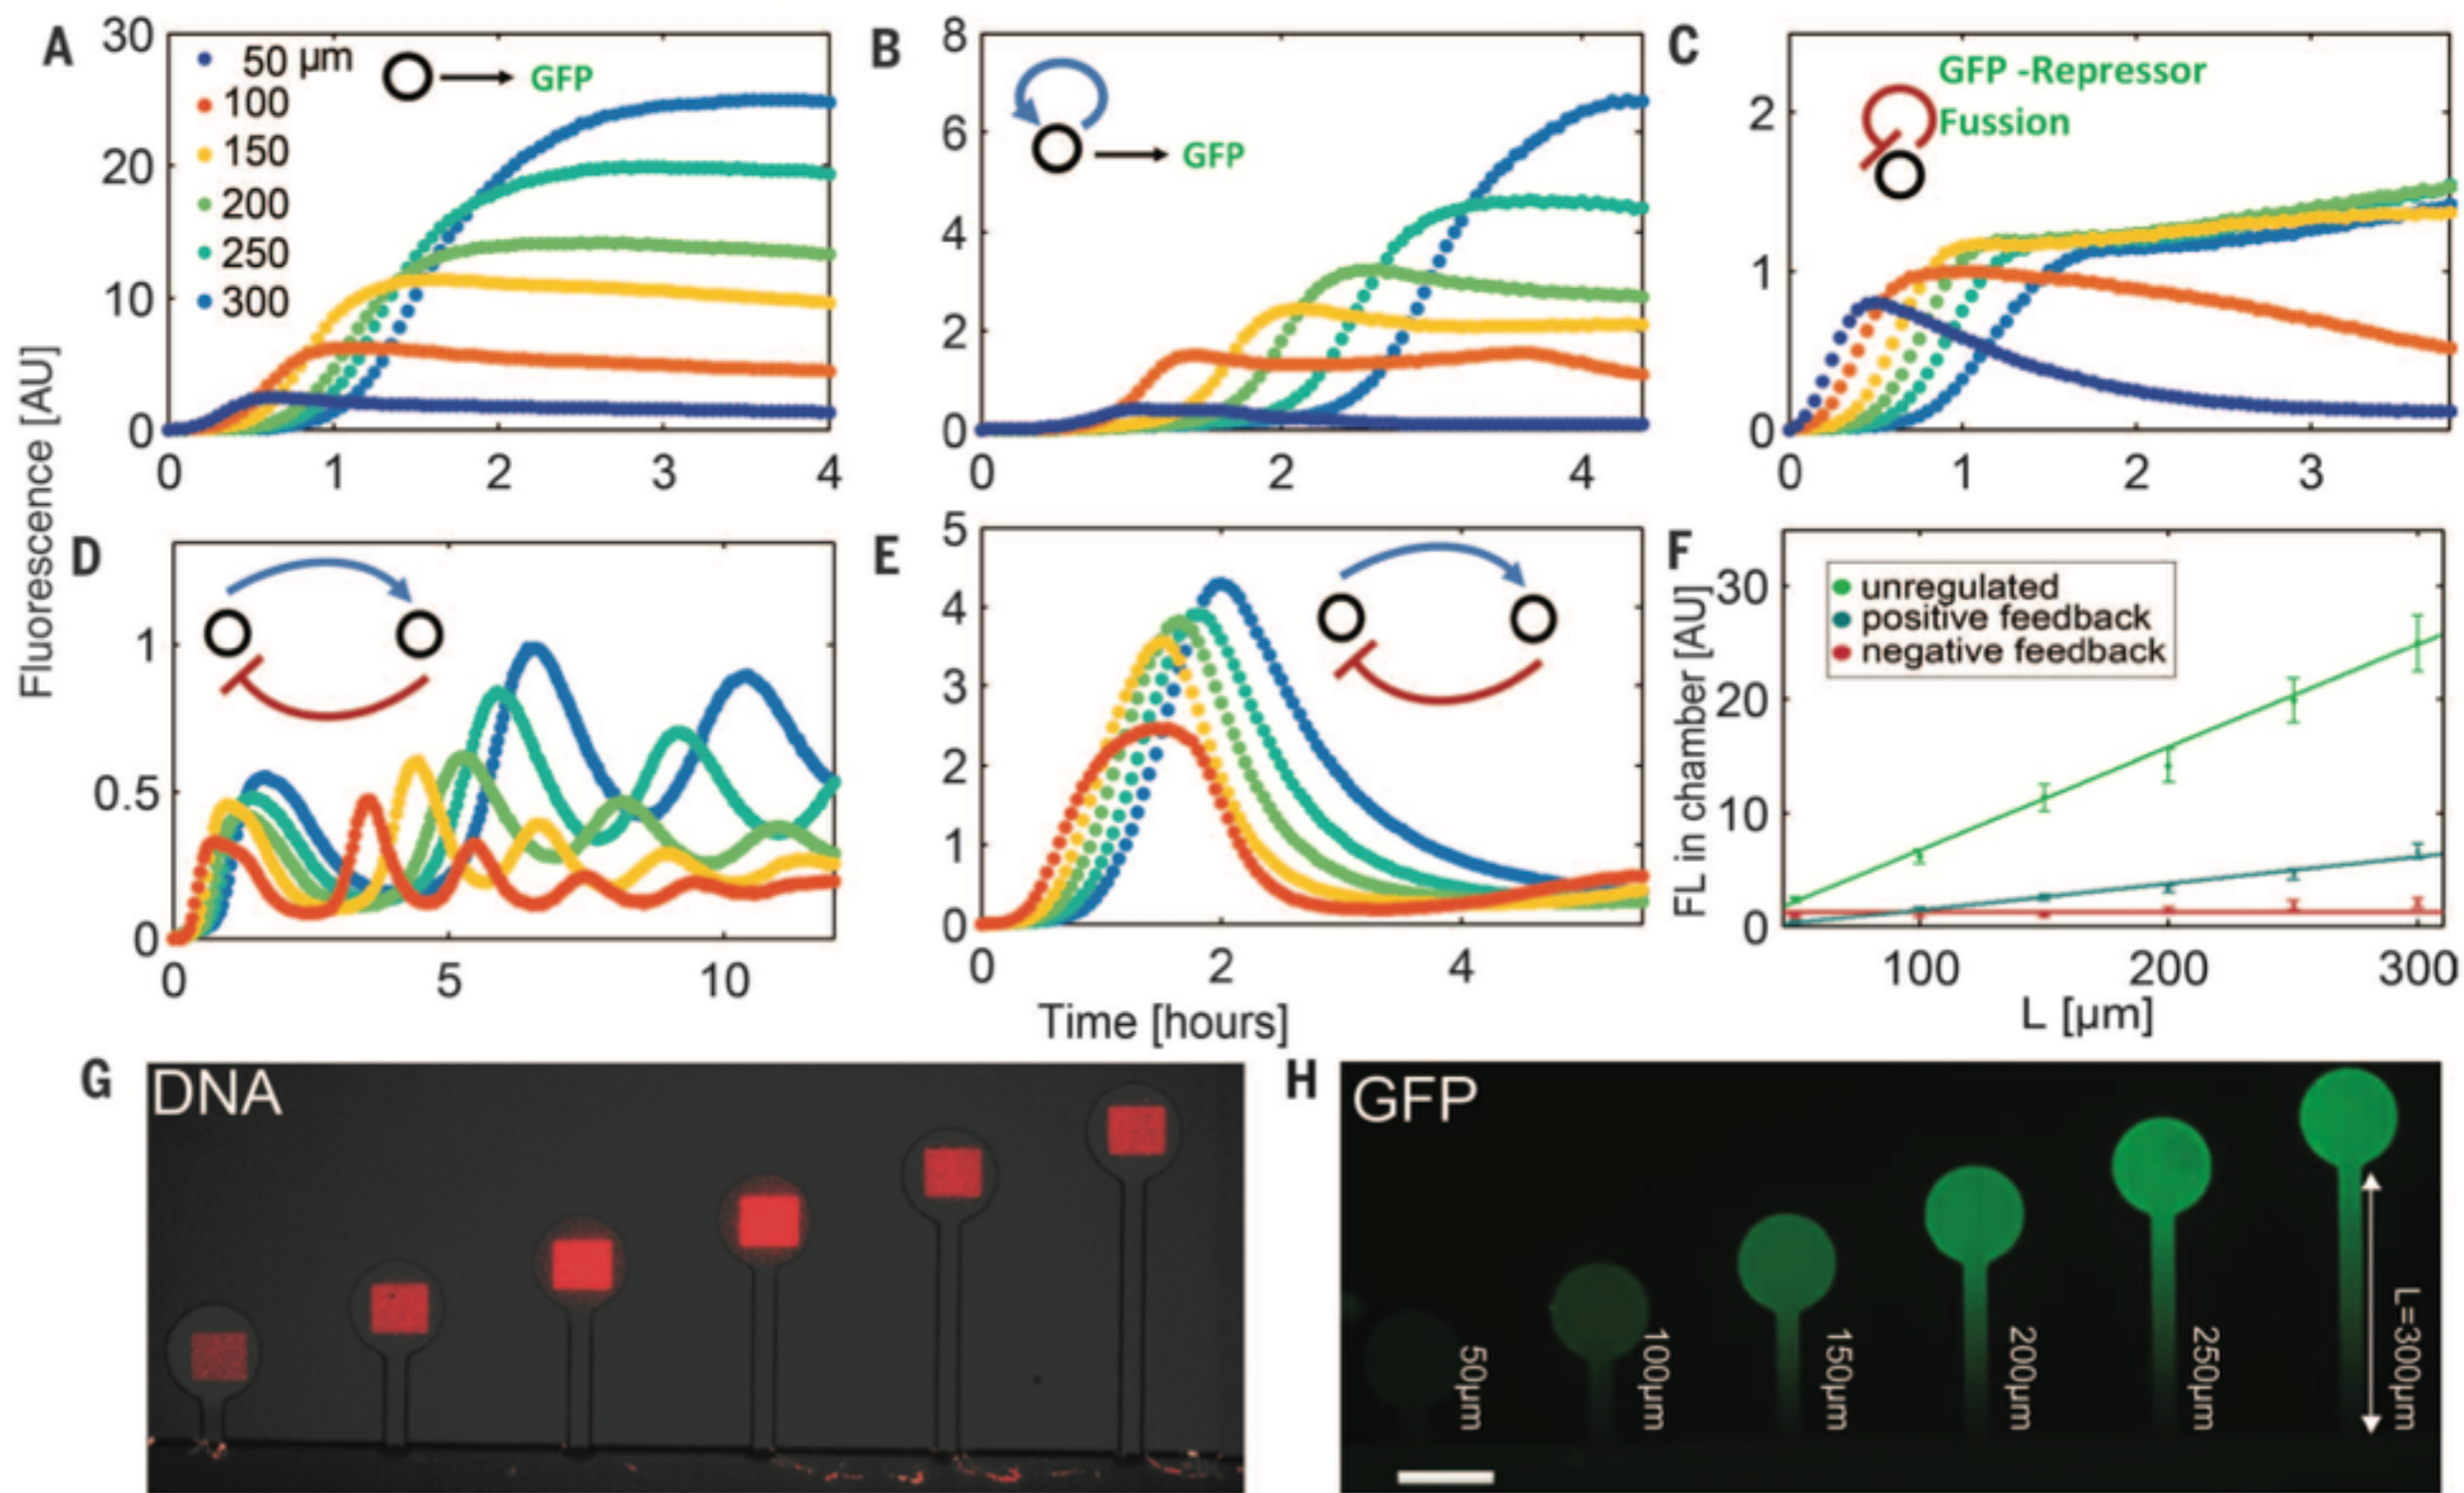 A
30
20
10
0
0
1
2
3
4
50 µm
100
150
200
250
300
GFP
B
8
6
4
2
0
0
2
4
GFP
C
2
1
0
0
1
2
3
GFP -Repressor
Fussion
Fluorescence [AU]
D
1
0.5
0
0
5
10
E
5
4
3
2
1
0
0
2
4
Time [hours]
F
FL in chamber [AU]
30
20
10
0
unregulated
positive feedback
negative feedback
100
200
300
L [µm]
G
DNA
H
GFP
50µm
100µm
150µm
200µm
250µm
L=300µm